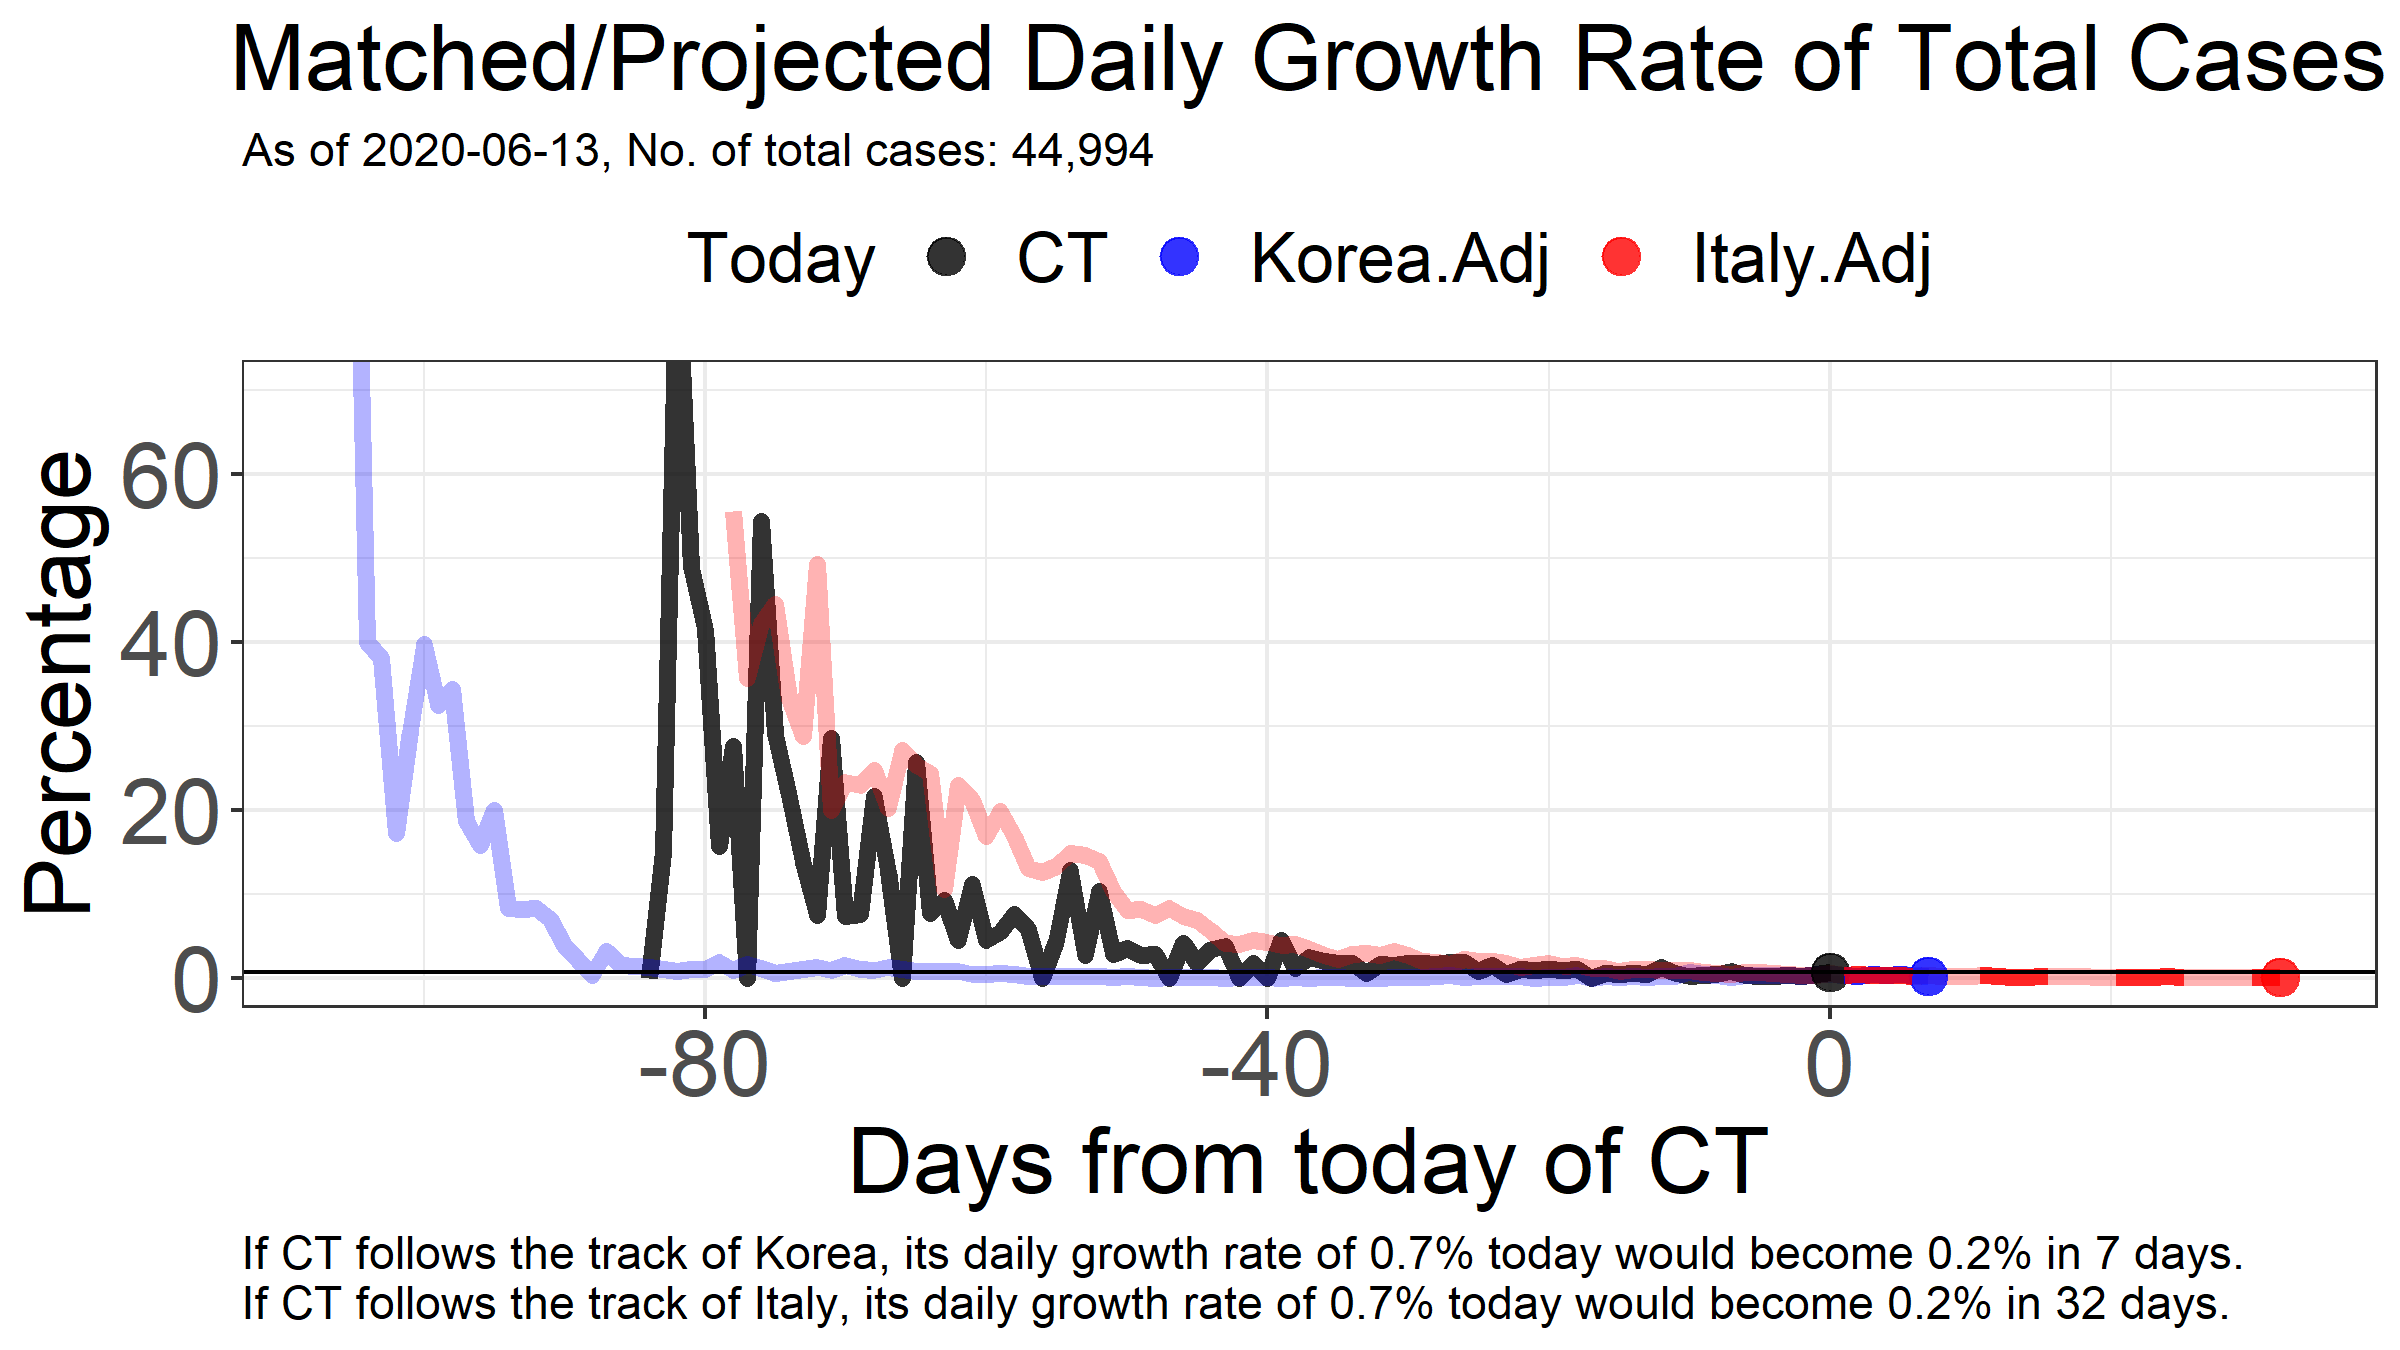 Matched/Projected Daily Growth Rate of Total Cases
As of 2020-06-13, No. of total cases: 44,994
Today CT Korea.Adj Italy.Adj
Percentage
60
40
20
0
-80 -40 0
Days from today of CT
If CT follows the track of Korea, its daily growth rate of 0.7% today would become 0.2% in 7 days.
If CT follows the track of Italy, its daily growth rate of 0.7% today would become 0.2% in 32 days.